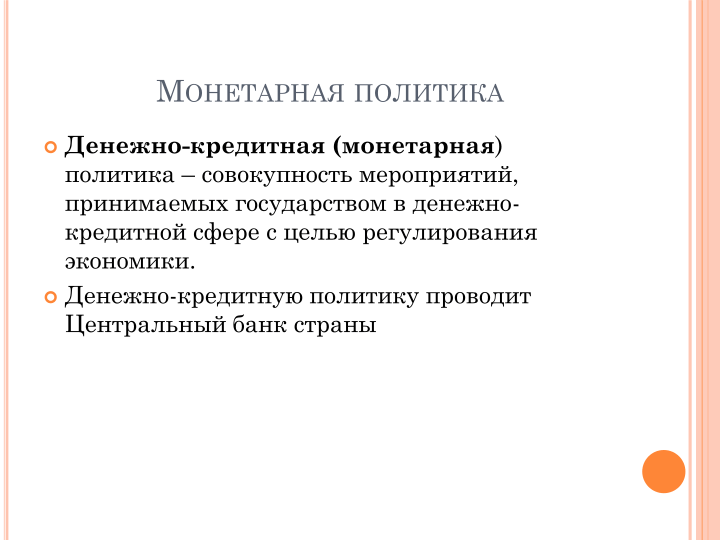 Монетарная политика
Денежно-кредитная (монетарная)
политика – совокупность мероприятий,
принимаемых государством в денежно-
кредитной сфере с целью регулирования
экономики.
Денежно-кредитную политику проводит
Центральный банк страны